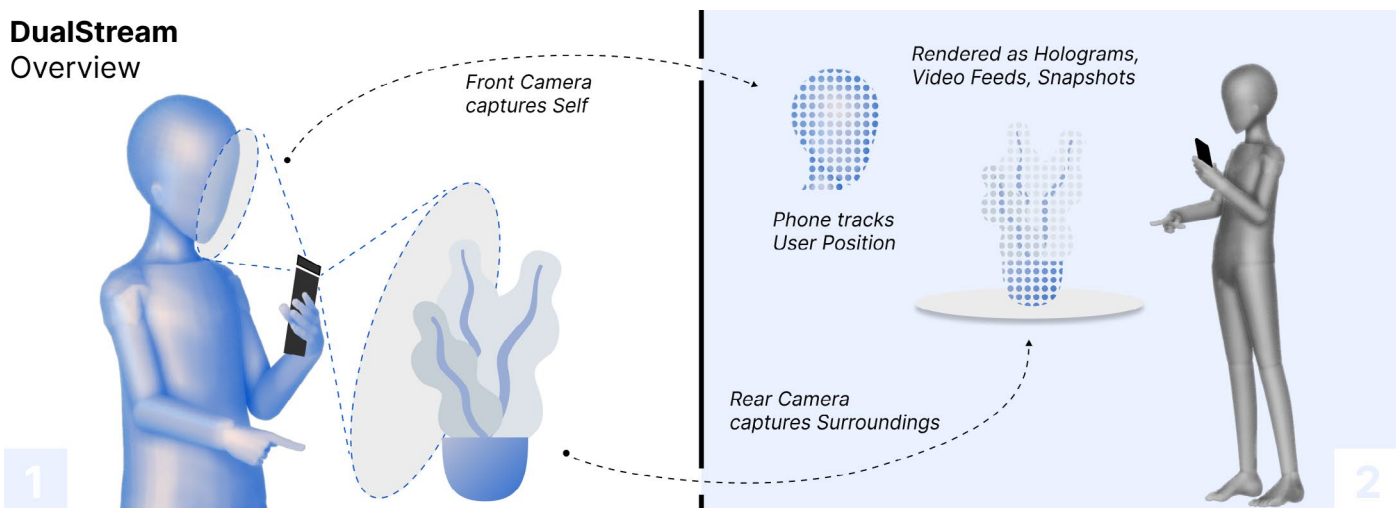 DualStream
Overview
Front Camera
captures Self
Rendered as Holograms,
Video Feeds, Snapshots
Phone tracks
User Position
Rear Camera
captures Surroundings
1
2